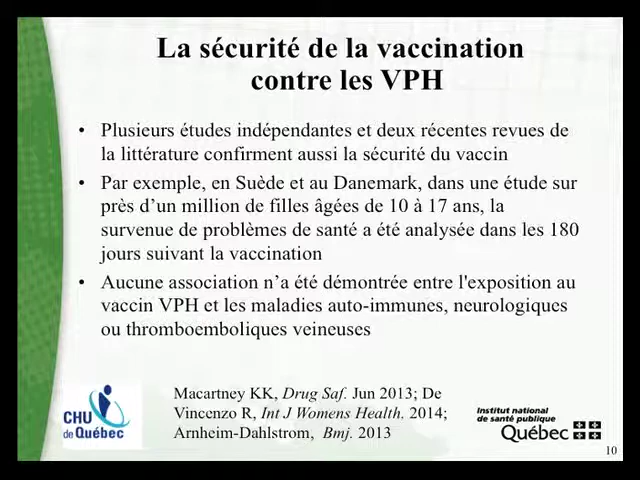 La sécurité de la vaccination
contre les VPH
• Plusieurs études indépendantes et deux récentes revues de
la littérature confirment aussi la sécurité du vaccin
• Par exemple, en Suède et au Danemark, dans une étude sur
près d’un million de filles âgées de 10 à 17 ans, la
survenue de problèmes de santé a été analysée dans les 180
jours suivant la vaccination
• Aucune association n’a été démontrée entre l'exposition au
vaccin VPH et les maladies auto-immunes, neurologiques
ou thromboemboliques veineuses
Macartney KK, Drug Saf. Jun 2013; De
Vincenzo R, Int J Womens Health. 2014;
Arnheim-Dahlstrom, Bmj. 2013
CHU
de Québec
Institut national
de santé publique
Québec
10